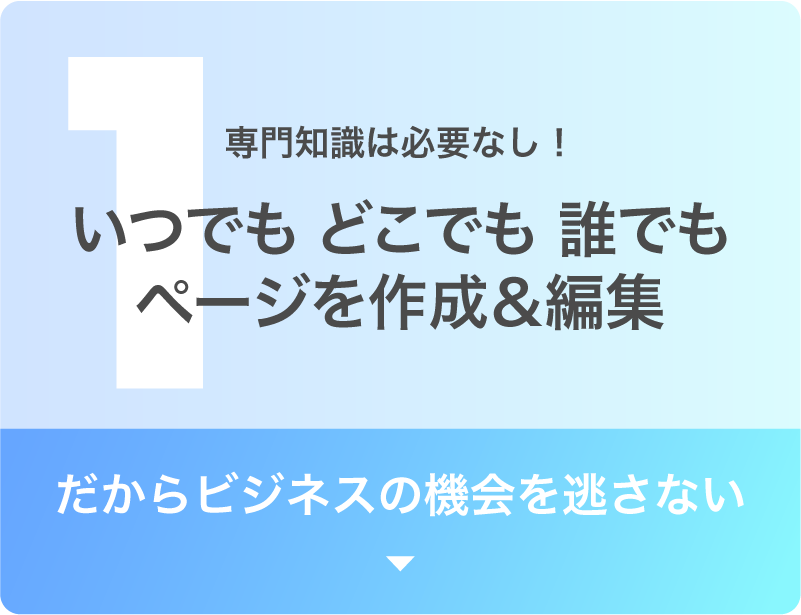 1
専門知識は必要なし！
いつでも どこでも 誰でも
ページを作成＆編集
だからビジネスの機会を逃さない